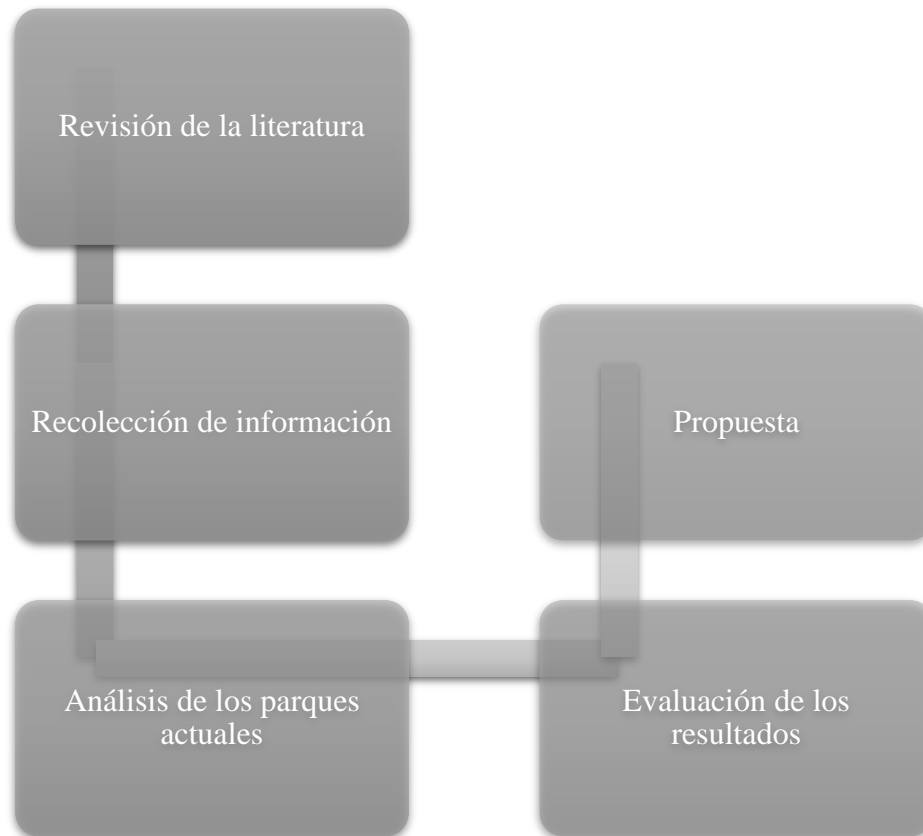 Revisión de la literatura
Recolección de información
Análisis de los parques
actuales
Evaluación de los
resultados
Propuesta